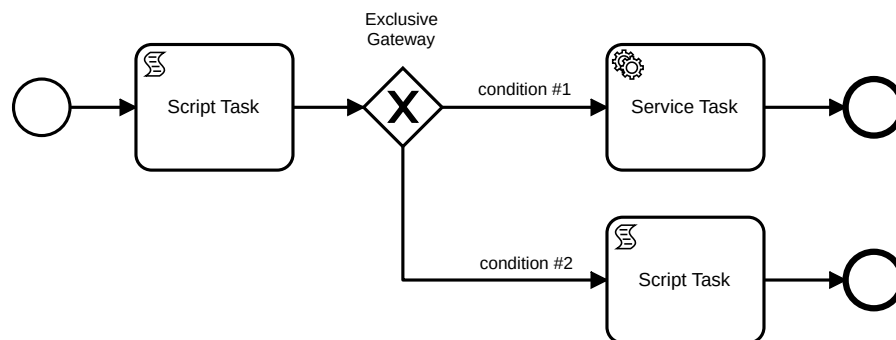 Exclusive
Gateway
Script Task
condition #1
Service Task
condition #2
Script Task